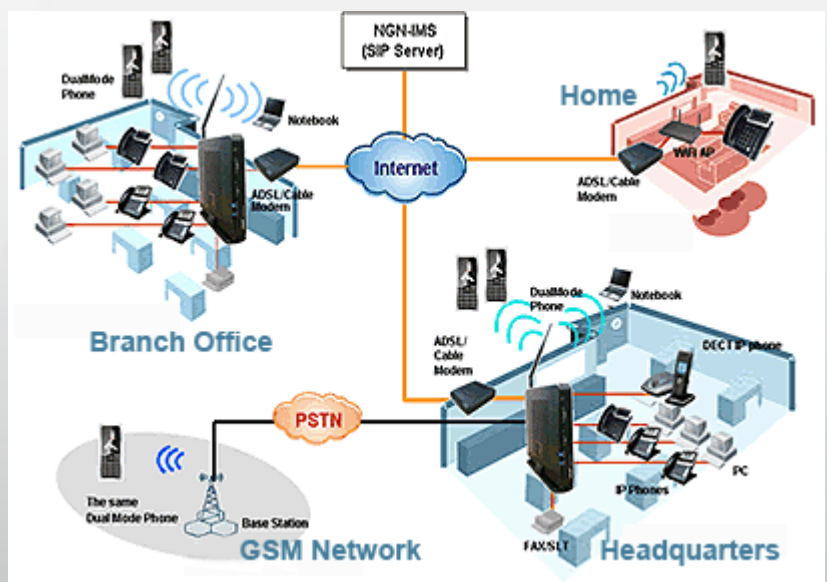 NGN-IMS
(SIP Server)
DualMode
Phone
Notebook
ADSL/Cable
Modem
Branch Office
Internet
Home
WiFi AP
ADSL/Cable
Modem
DualMode
Phone
Notebook
ADSL/
Cable
Modem
DECT IP phone
PSTN
IP Phones
PC
FAX/SLT
Headquarters
The same
Dual Mode Phone
Base Station
GSM Network